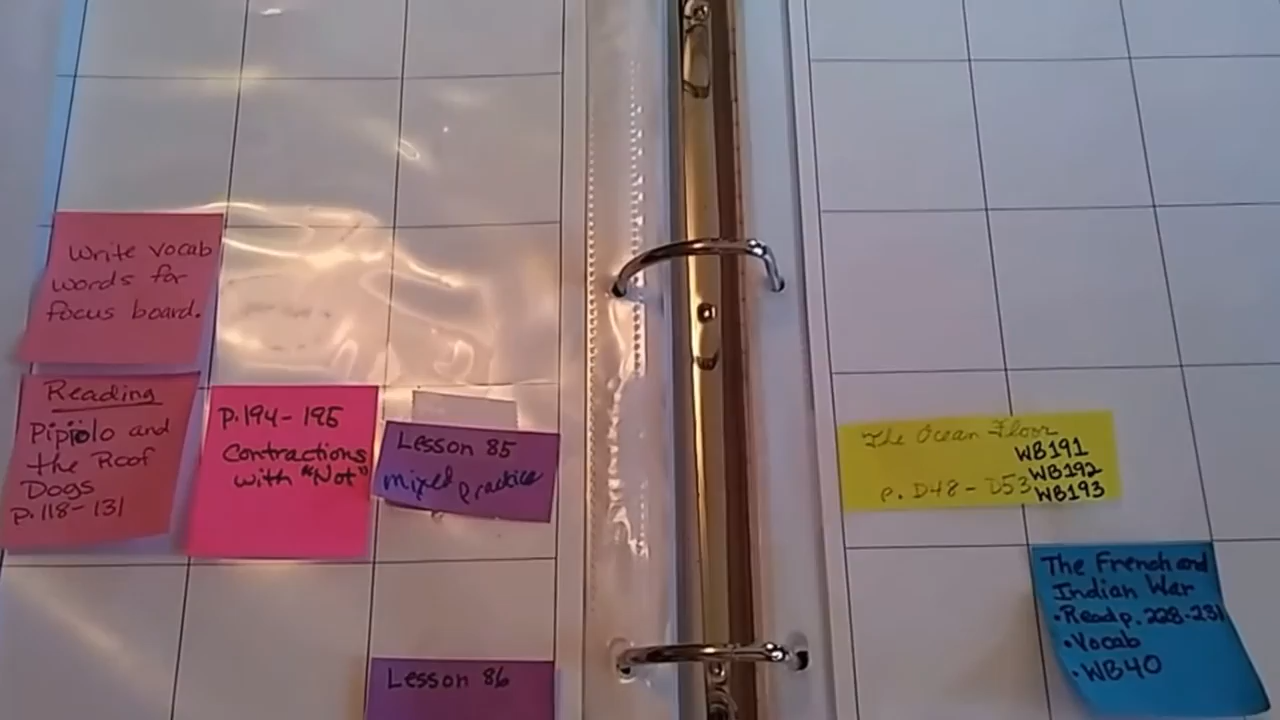 Write vocab
words for
focus board.
Reading
Pipiolo and
the Roof
Dogs
p.118-131
P.194-195
Contractions
with "Not"
Lesson 85
mixed practice
Lesson 86
The Ocean Floor
WB191
WB192
p. D48-D53
WB193
The French and
Indian War
•Read p. 228-231
•Vocab
•WB40